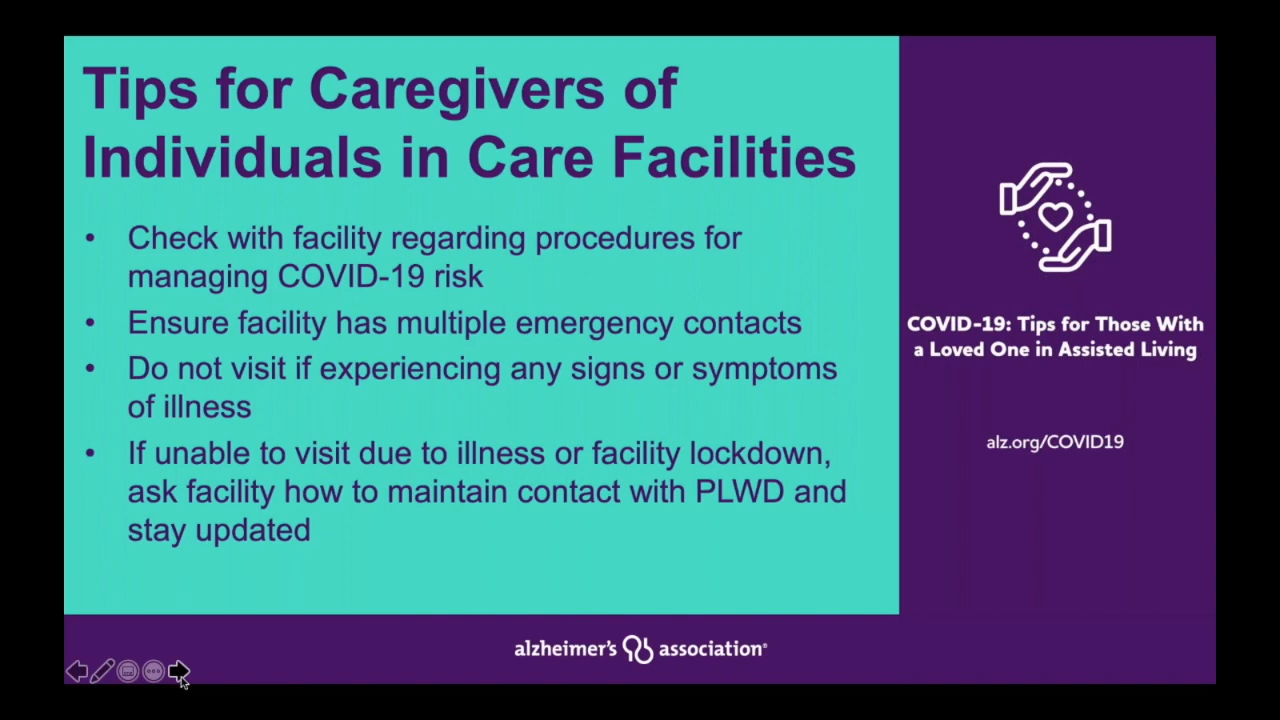 Tips for Caregivers of
Individuals in Care Facilities
• Check with facility regarding procedures for
managing COVID-19 risk
• Ensure facility has multiple emergency contacts
• Do not visit if experiencing any signs or symptoms
of illness
• If unable to visit due to illness or facility lockdown,
ask facility how to maintain contact with PLWD and
stay updated
COVID-19: Tips for Those With
a Loved One in Assisted Living
alz.org/COVID19
alzheimer's association®